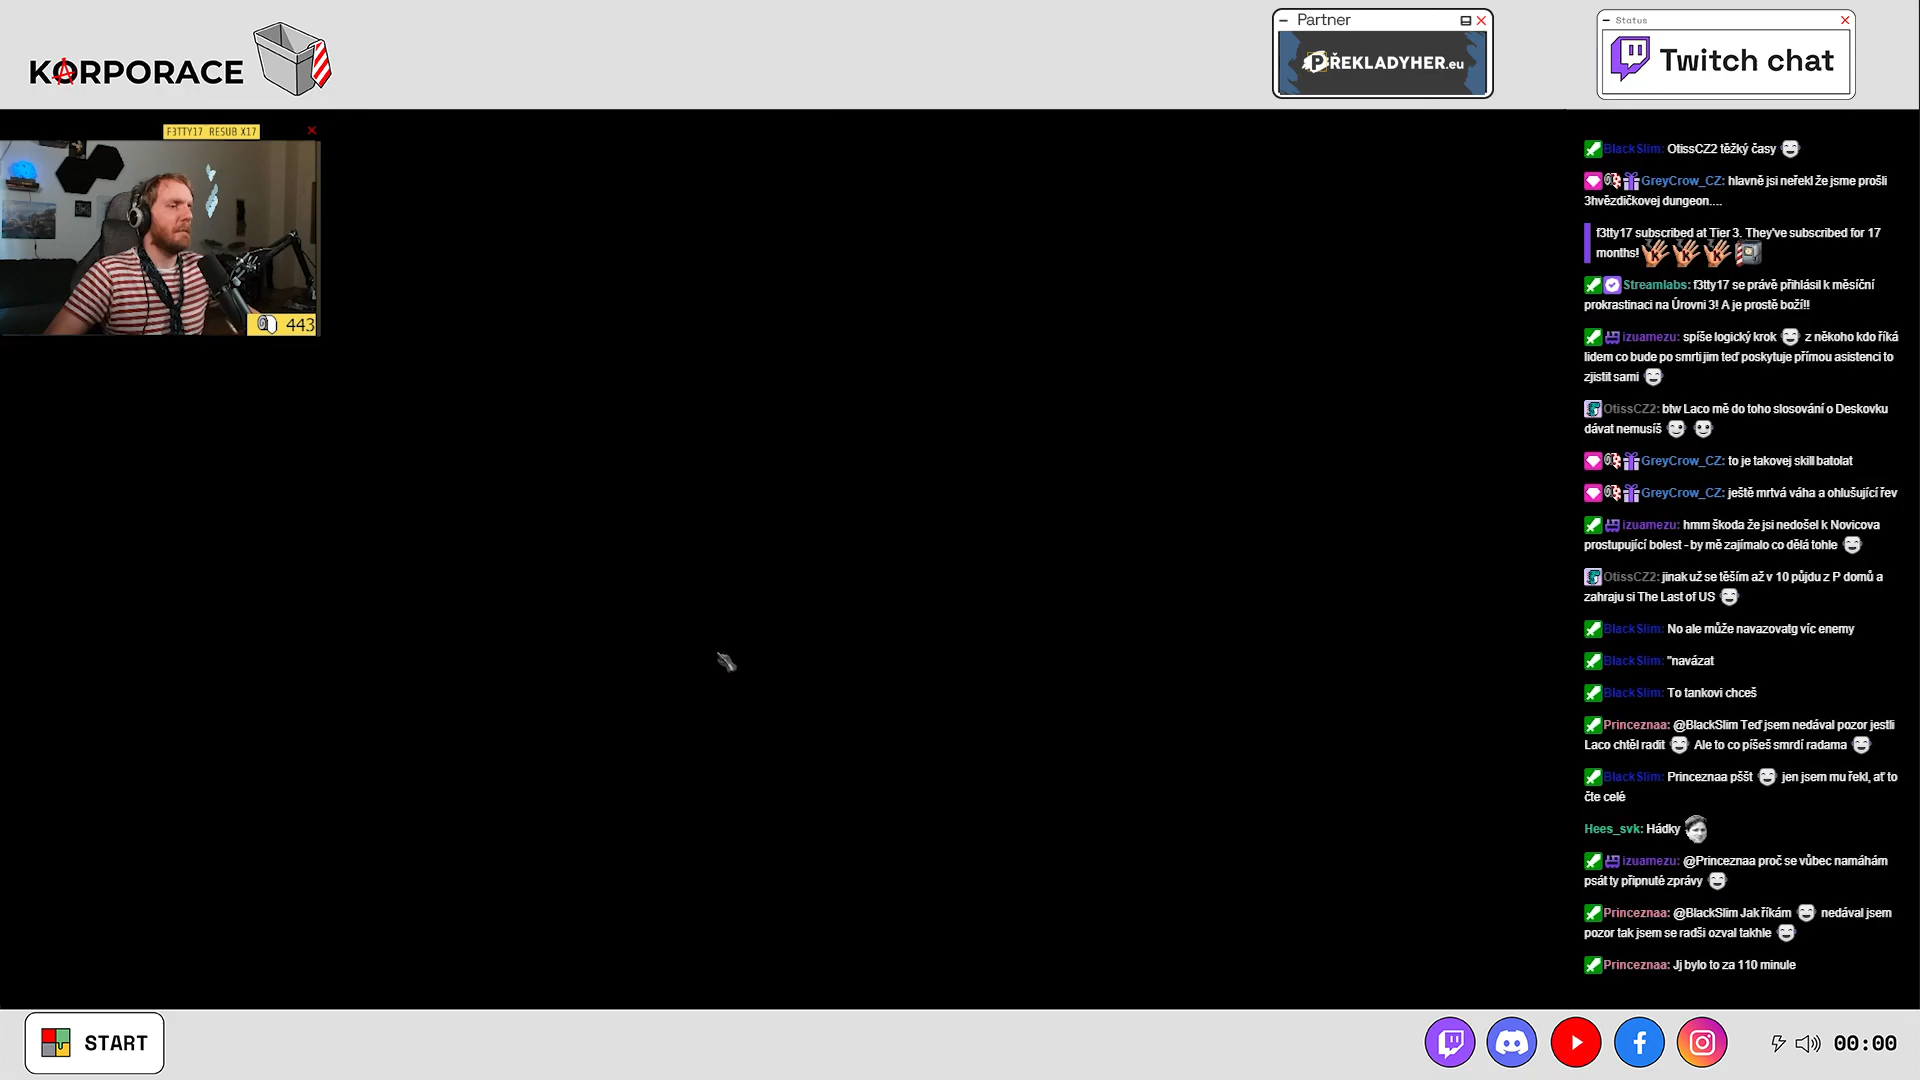 KORPORACE
Partner
PŘEKLADYHER.eu
Status
Twitch chat
F3TTY17 RESUB X17
443
BlackSlim: OtissCZ2 těžký časy
GreyCrow_CZ: hlavně jsi neřekl že jsme prošli
3hvězdičkovej dungeon....
f3tty17 subscribed at Tier 3. They've subscribed for 17
months!
Streamlabs: f3tty17 se právě přihlásil k měsíční
prokrastinaci na Úrovni 3! A je prostě boží!!
izuamezu: spíše logický krok z někoho kdo říká
lidem co bude po smrti jim teď poskytuje přímou asistenci to
zjistit sami
OtissCZ2: btw Laco mě do toho slosování o Deskovku
dávat nemusíš
GreyCrow_CZ: to je takovej skill batolat
GreyCrow_CZ: ještě mrtvá váha a ohlušující řev
izuamezu: hmm škoda že jsi nedošel k Novicova
prostupující bolest - by mě zajímalo co dělá tohle
OtissCZ2: jinak už se těším až v 10 půjdu z P domů a
zahraju si The Last of US
BlackSlim: No ale může navazovatg víc enemy
BlackSlim: "navázat
BlackSlim: To tankovi chceš
Princeznaa: @BlackSlim Teď jsem nedával pozor jestli
Laco chtěl radit Ale to co píšeš smrdí radama
BlackSlim: Princeznaa pššt jen jsem mu řekl, ať to
čte celé
Hees_svk: Hádky
izuamezu: @Princeznaa proč se vůbec namáhám
psát ty připnuté zprávy
Princeznaa: @BlackSlim Jak říkám nedával jsem
pozor tak jsem se radši ozval takhle
Princeznaa: Jj bylo to za 110 minule
START
00:00